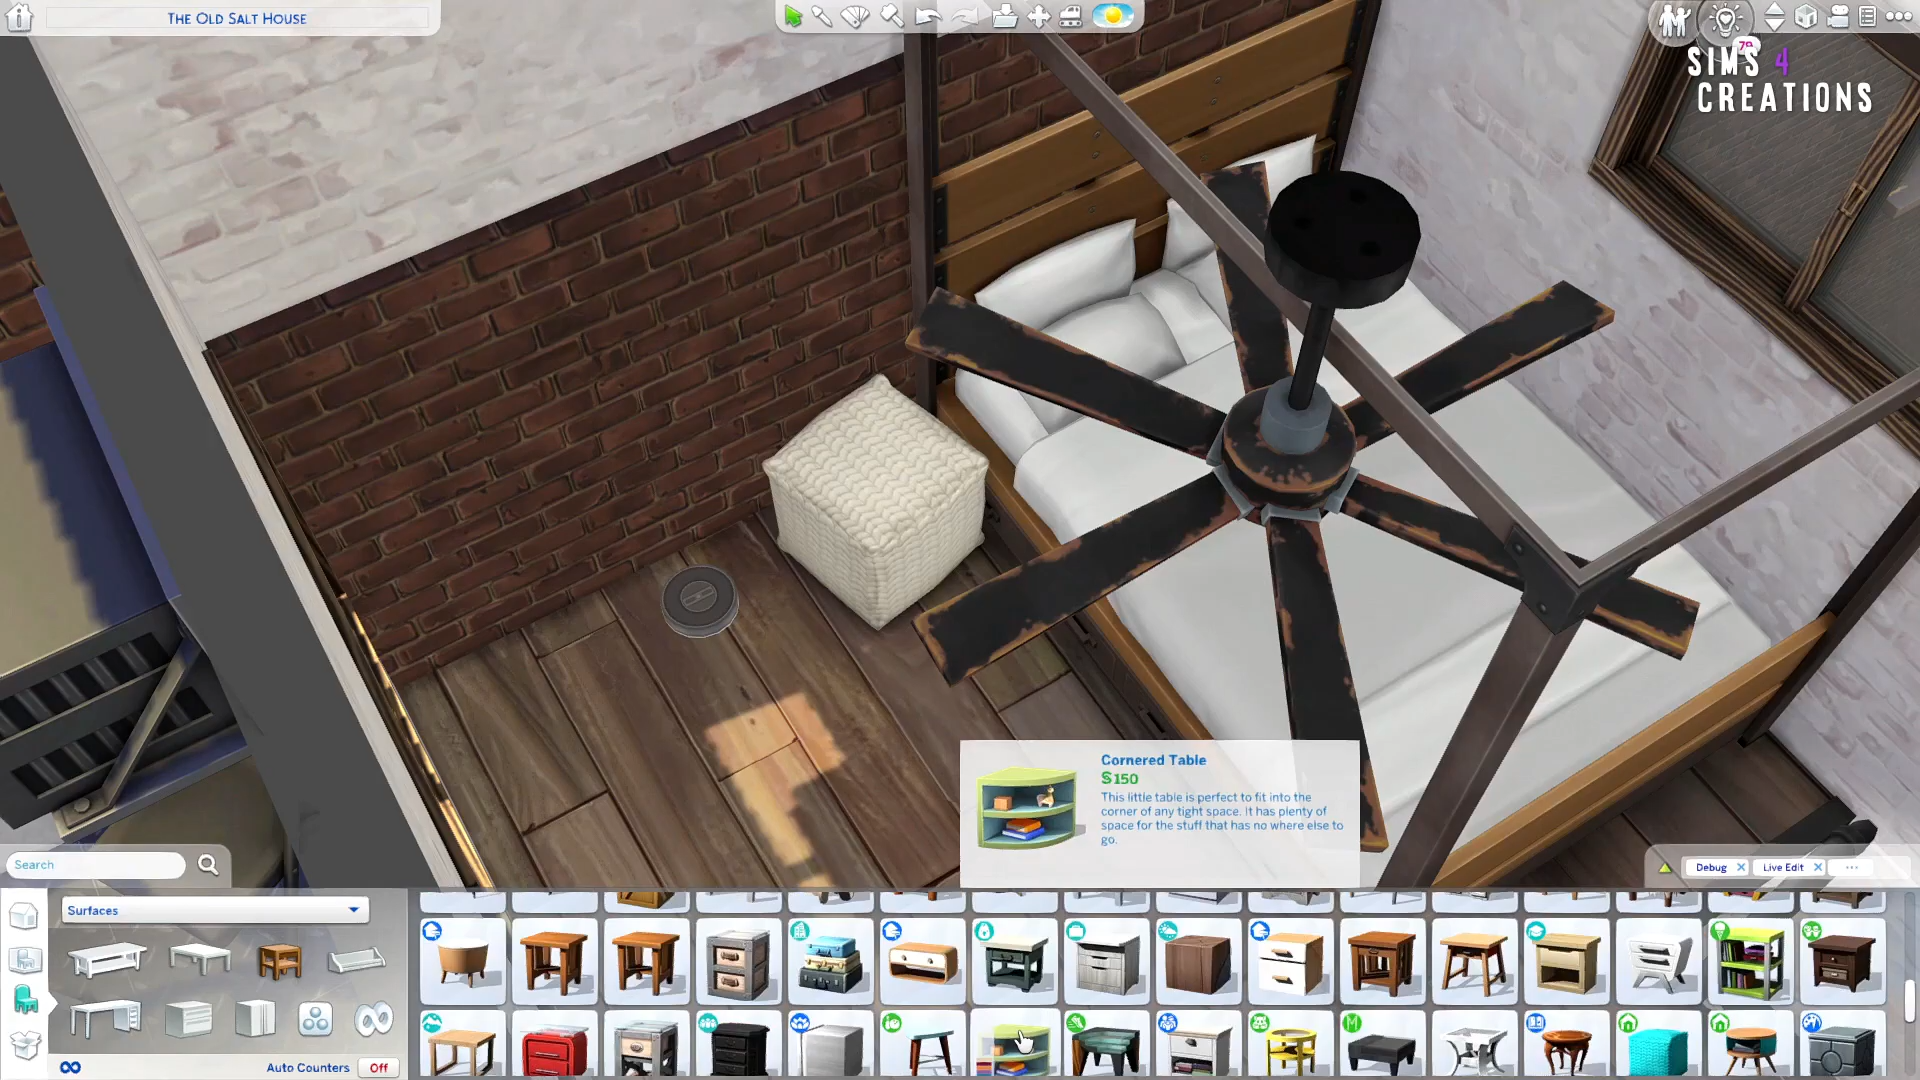 THE OLD SALT HOUSE
SIMS 4
CREATIONS
Cornered Table
§150
This little table is perfect to fit into the
corner of any tight space. It has plenty of
space for the stuff that has no where else to
go.
Search
Debug X Live Edit X ...
Surfaces
Auto Counters Off